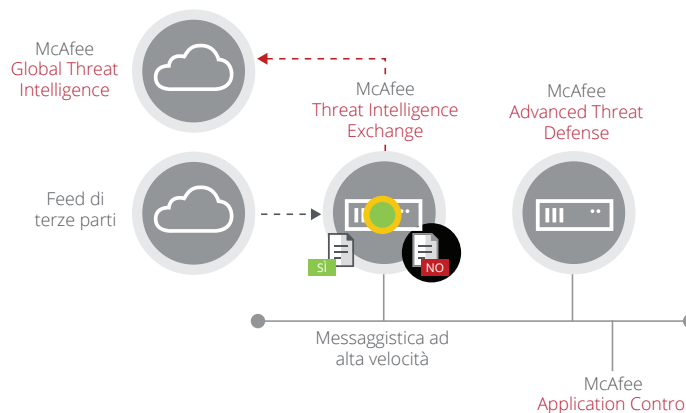 McAfee
Global Threat
Intelligence
McAfee
Threat Intelligence
Exchange
McAfee
Advanced Threat
Defense
Feed di
terze parti
SÌ
NO
Messaggistica ad
alta velocità
McAfee
Application Contro